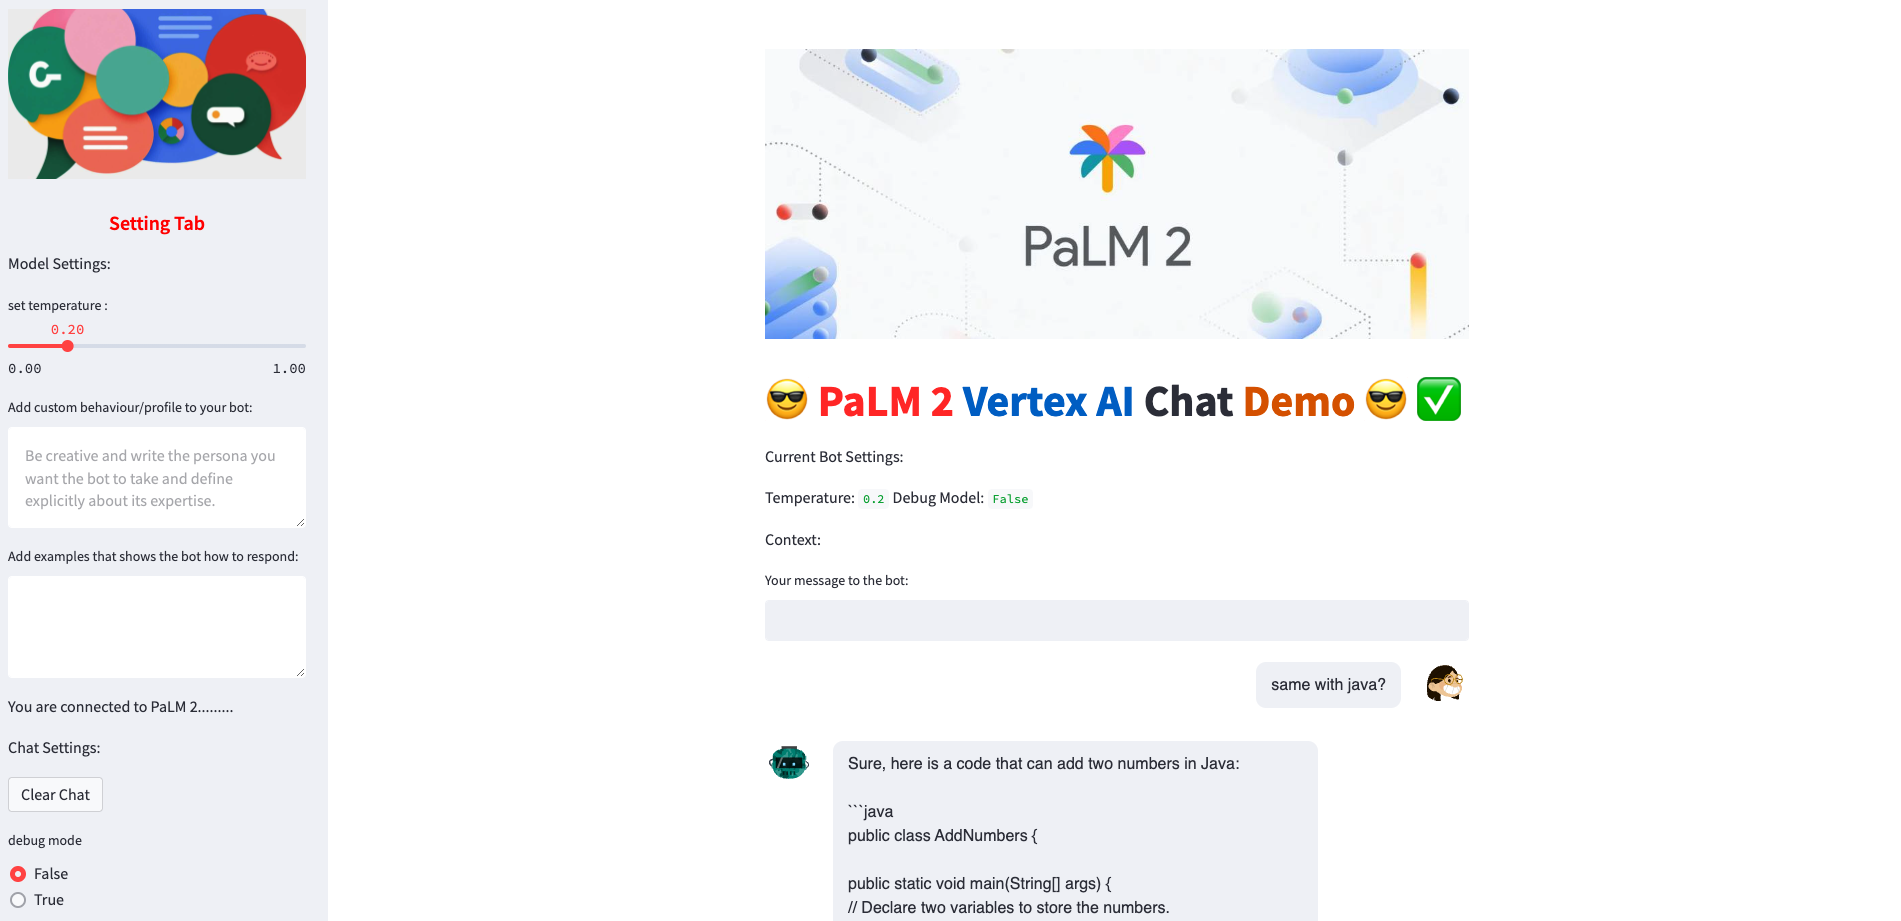 Setting Tab
Model Settings:
set temperature :
0.20
0.00 1.00
Add custom behaviour/profile to your bot:
Be creative and write the persona you
want the bot to take and define
explicitly about its expertise.
Add examples that shows the bot how to respond:
You are connected to PaLM 2.........
Chat Settings:
Clear Chat
debug mode
False
True
PaLM 2
😎 PaLM 2 Vertex AI Chat Demo 😎 ✅
Current Bot Settings:
Temperature: 0.2 Debug Model: False
Context:
Your message to the bot:
same with java?
Sure, here is a code that can add two numbers in Java:
```java
public class AddNumbers {
public static void main(String[] args) {
// Declare two variables to store the numbers.